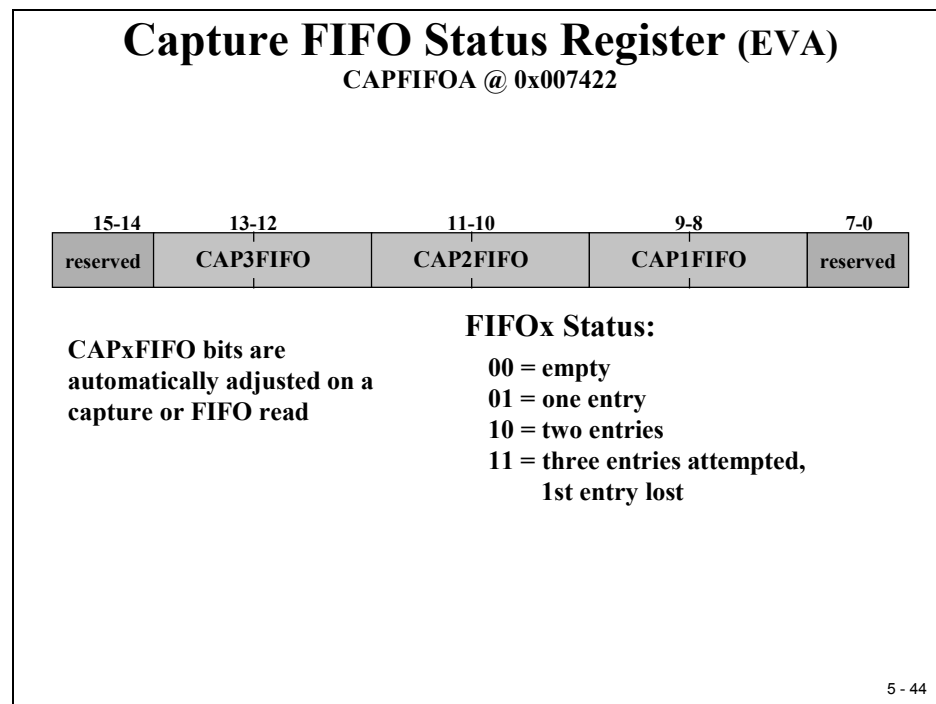 Capture FIFO Status Register (EVA)
CAPFIFOA @ 0x007422
15-14 13-12 11-10 9-8 7-0
reserved CAP3FIFO CAP2FIFO CAP1FIFO reserved
CAPxFIFO bits are
automatically adjusted on a
capture or FIFO read
FIFOx Status:
00 = empty
01 = one entry
10 = two entries
11 = three entries attempted,
1st entry lost
5 - 44